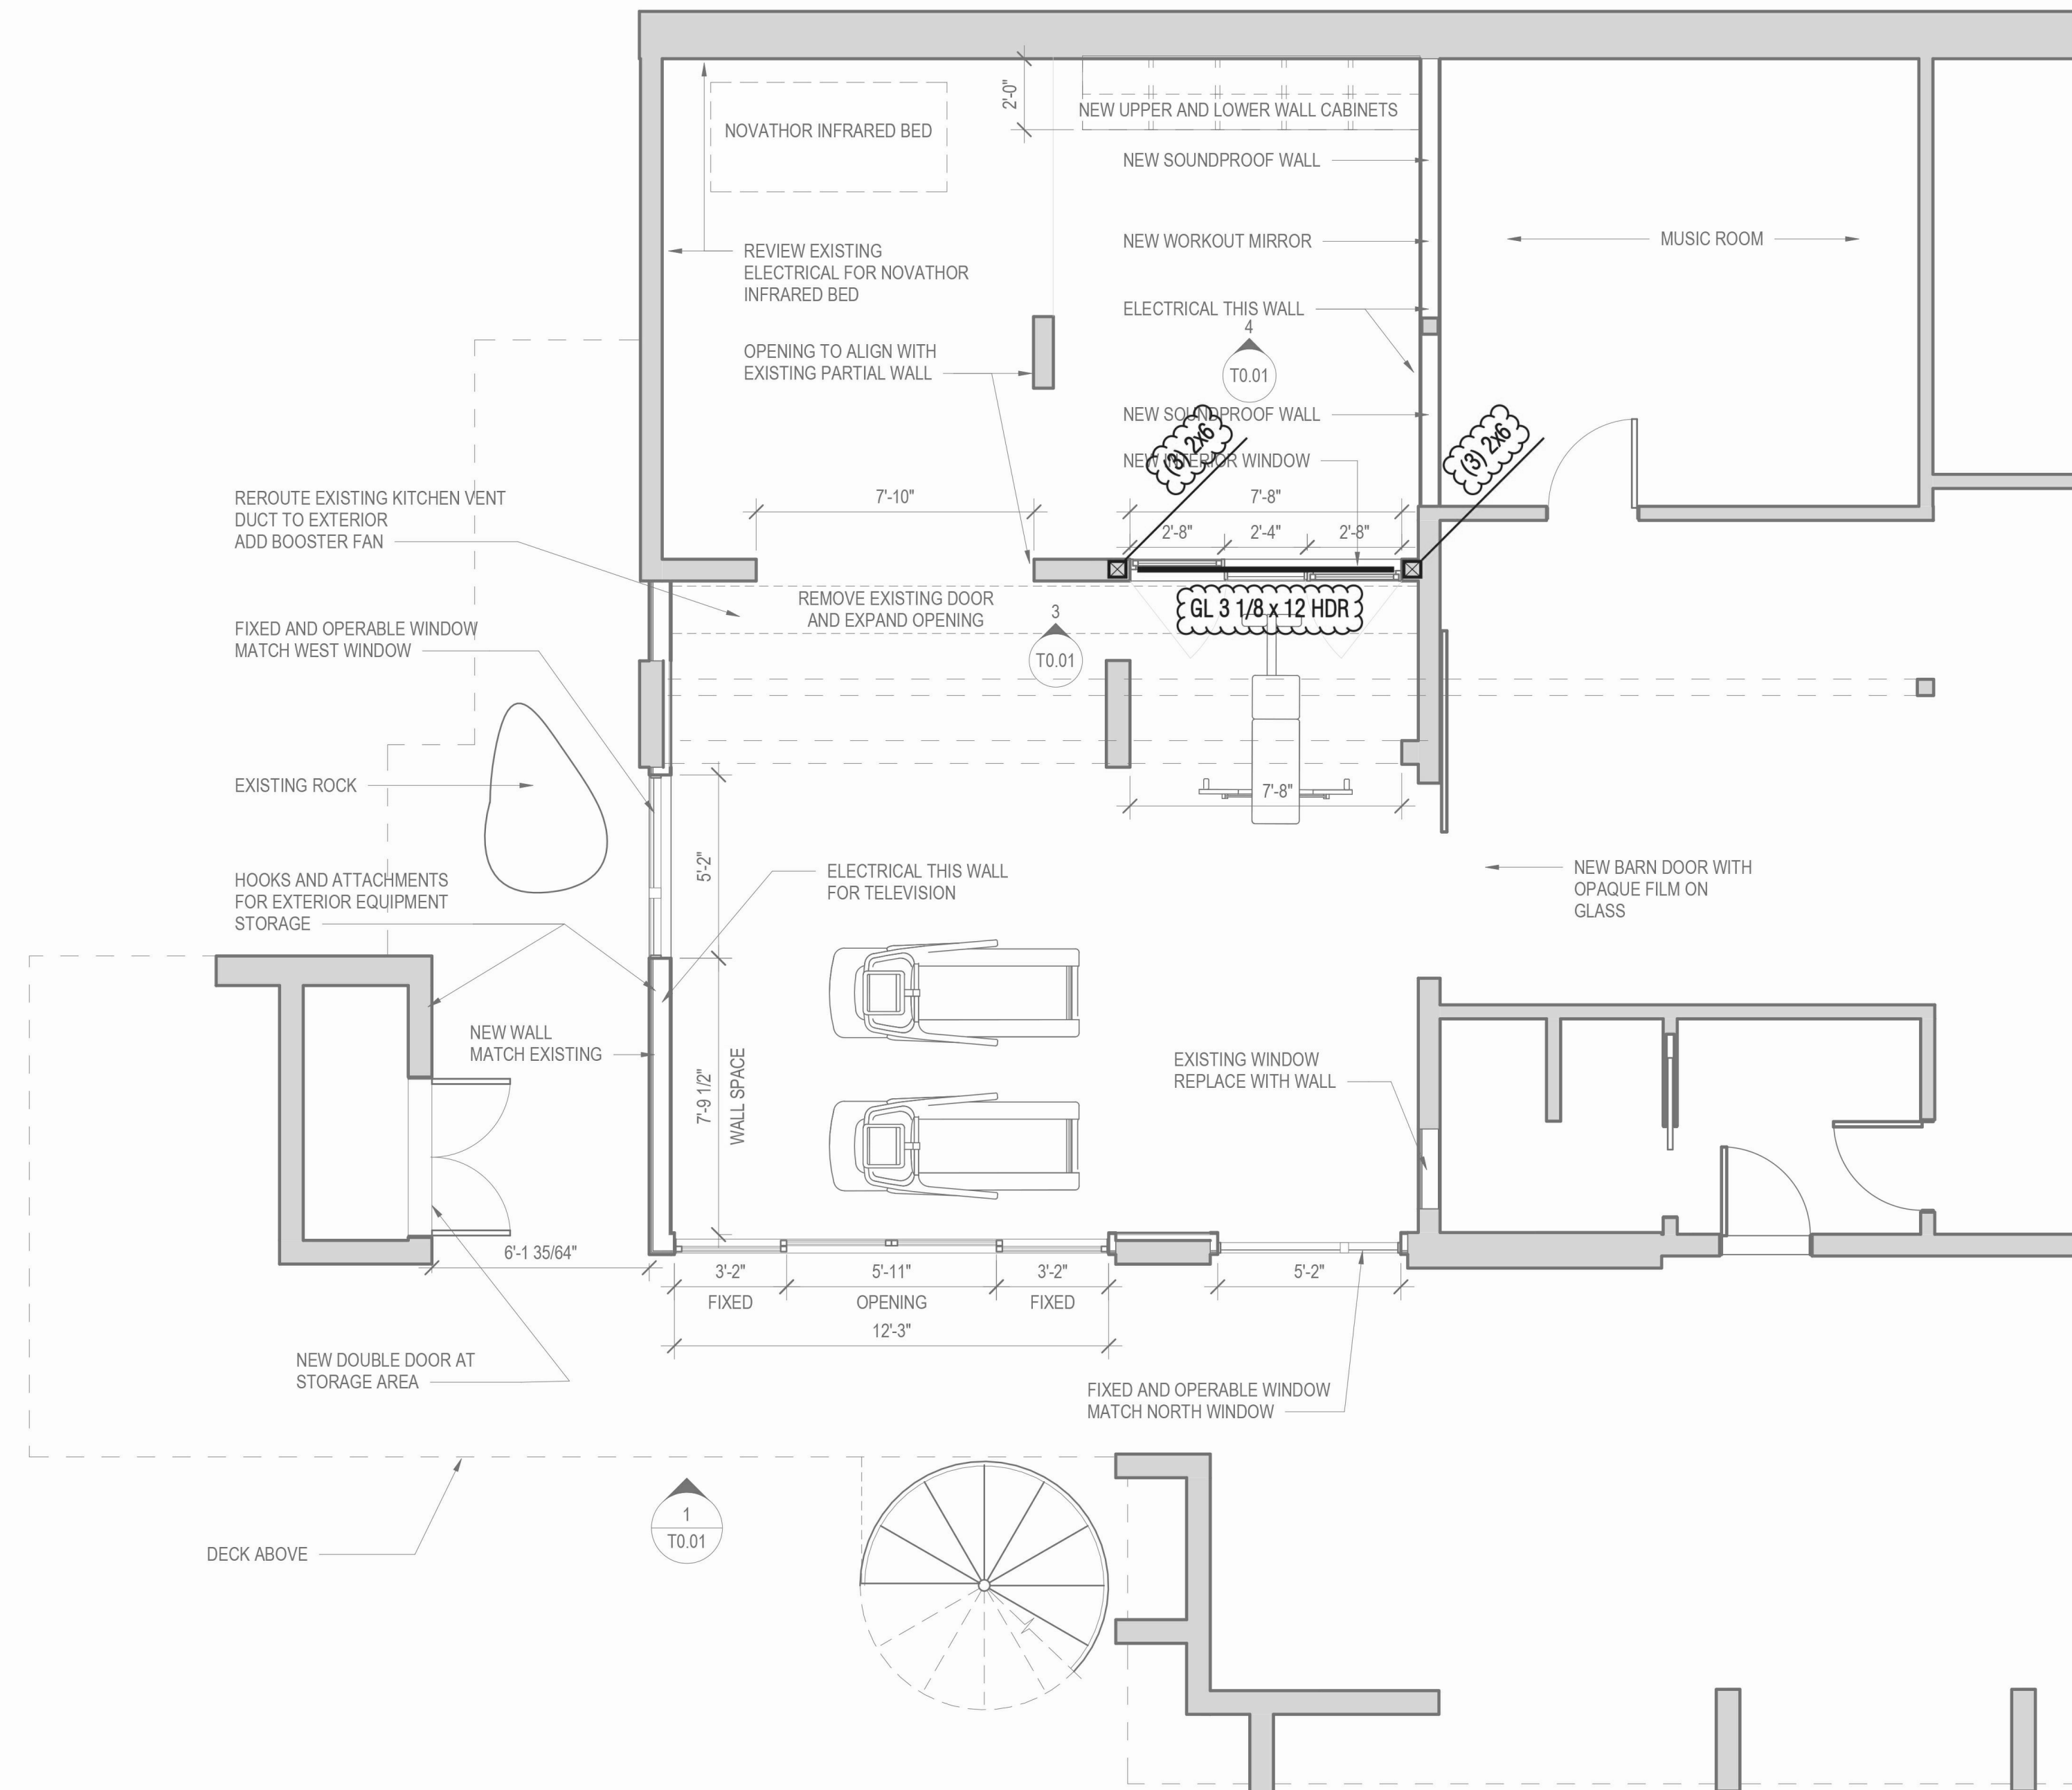 2'-0"
NEW UPPER AND LOWER WALL CABINETS
NOVATHOR INFRARED BED
NEW SOUNDPROOF WALL
NEW WORKOUT MIRROR
MUSIC ROOM
REVIEW EXISTING
ELECTRICAL FOR NOVATHOR
INFRARED BED
ELECTRICAL THIS WALL
4
T0.01
OPENING TO ALIGN WITH
EXISTING PARTIAL WALL
NEW SOUNDPROOF WALL
(3) 2x6
(3) 2x6
NEW INTERIOR WINDOW
7'-10"
7'-8"
2'-8"
2'-4"
2'-8"
REROUTE EXISTING KITCHEN VENT
DUCT TO EXTERIOR
ADD BOOSTER FAN
REMOVE EXISTING DOOR
AND EXPAND OPENING
3
T0.01
GL 3 1/8 x 12 HDR
FIXED AND OPERABLE WINDOW
MATCH WEST WINDOW
EXISTING ROCK
7'-8"
5'-2"
ELECTRICAL THIS WALL
FOR TELEVISION
NEW BARN DOOR WITH
OPAQUE FILM ON
GLASS
HOOKS AND ATTACHMENTS
FOR EXTERIOR EQUIPMENT
STORAGE
NEW WALL
MATCH EXISTING
7'-9 1/2"
WALL SPACE
EXISTING WINDOW
REPLACE WITH WALL
6'-1 35/64"
3'-2"
5'-11"
3'-2"
5'-2"
FIXED
OPENING
FIXED
12'-3"
NEW DOUBLE DOOR AT
STORAGE AREA
FIXED AND OPERABLE WINDOW
MATCH NORTH WINDOW
1
T0.01
DECK ABOVE